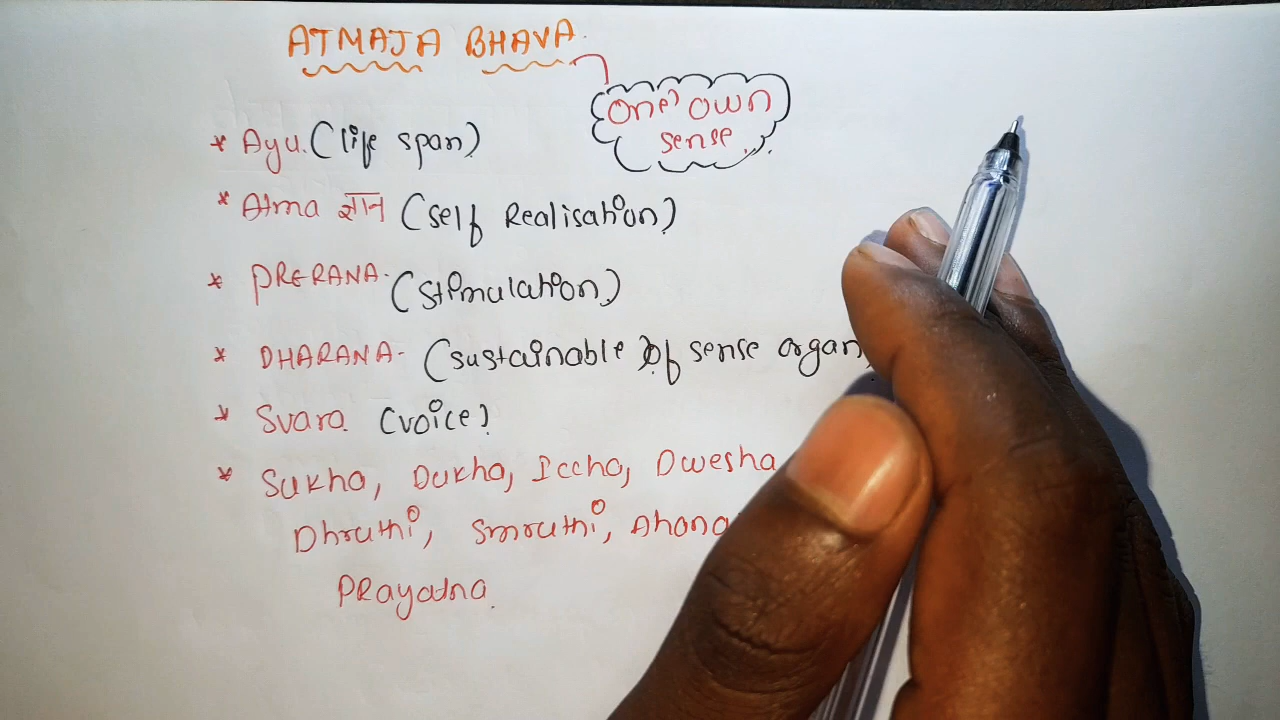 ATMAJA BHAVA.
one' own
sense...
* Ayu. (life span)
* Atma ज्ञान (self Realisation)
* PRERANA. (stimulation)
* DHARANA- (sustainable of sense organ
* Svara (voice)
* Sukha, Dukha, Iccha, Dwesha
Dhruthi, Smruthi, Ahana
PRayatna.